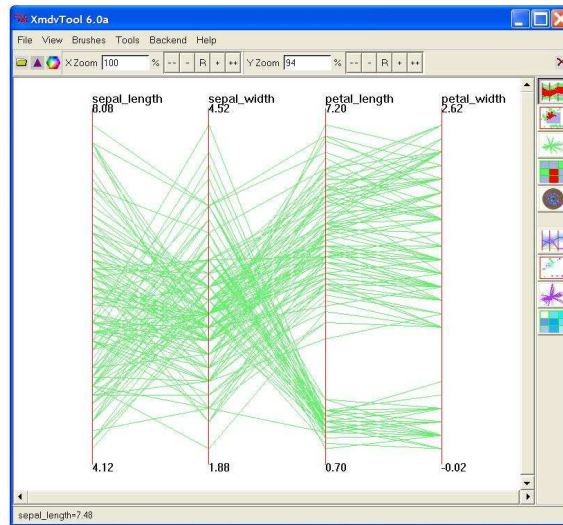 XmdvTool 6.0a
File View Brushes Tools Backend Help
X Zoom 100 % -- - R + ++ Y Zoom 94 % -- - R + ++
sepal_length sepal_width petal_length petal_width
8.08 4.52 7.20 2.62
4.12 1.88 0.70 -0.02
sepal_length=7.48